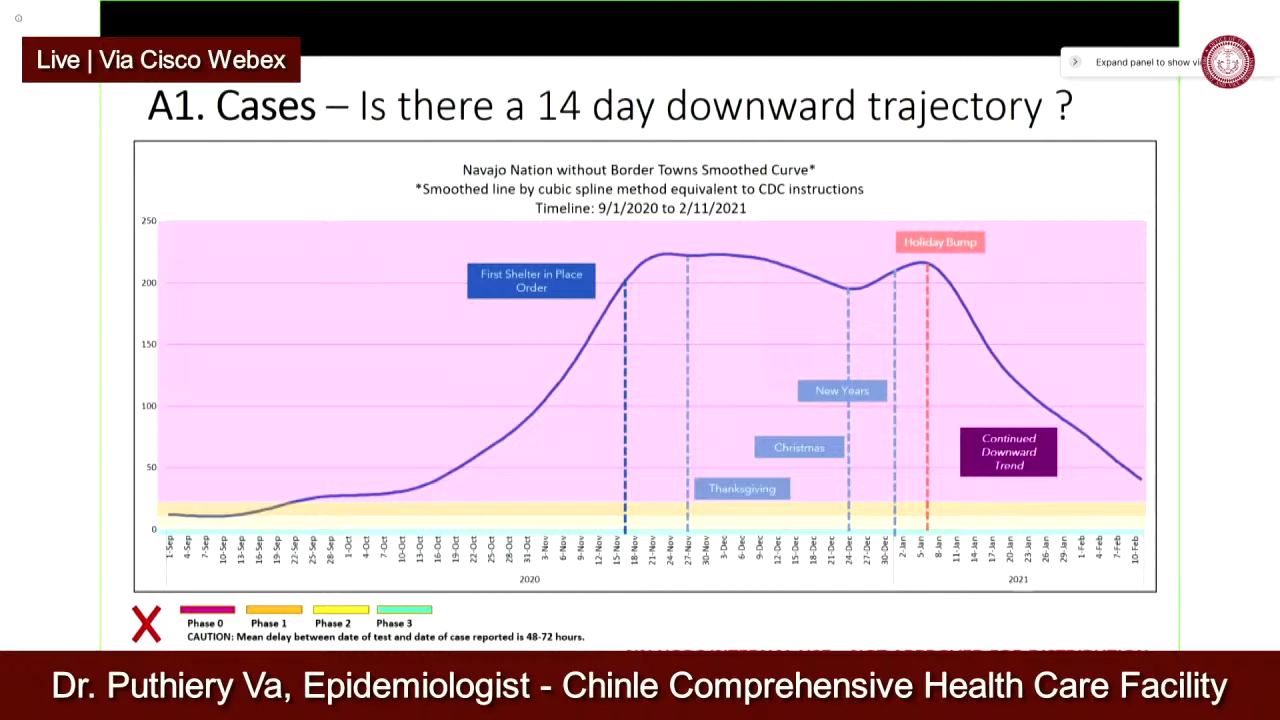 Live | Via Cisco Webex
Expand panel to show vi
A1. Cases – Is there a 14 day downward trajectory ?
Navajo Nation without Border Towns Smoothed Curve*
*Smoothed line by cubic spline method equivalent to CDC instructions
Timeline: 9/1/2020 to 2/11/2021
250
200
150
100
50
0
First Shelter in Place
Order
Holiday Bump
New Years
Christmas
Thanksgiving
Continued
Downward
Trend
1-Sep
4-Sep
7-Sep
10-Sep
13-Sep
16-Sep
19-Sep
22-Sep
25-Sep
28-Sep
1-Oct
4-Oct
7-Oct
10-Oct
13-Oct
16-Oct
19-Oct
22-Oct
25-Oct
28-Oct
31-Oct
3-Nov
6-Nov
9-Nov
12-Nov
15-Nov
18-Nov
21-Nov
24-Nov
27-Nov
30-Nov
3-Dec
6-Dec
9-Dec
12-Dec
15-Dec
18-Dec
21-Dec
24-Dec
27-Dec
30-Dec
2-Jan
5-Jan
8-Jan
11-Jan
14-Jan
17-Jan
20-Jan
23-Jan
26-Jan
29-Jan
1-Feb
4-Feb
7-Feb
10-Feb
2020
2021
Phase 0
Phase 1
Phase 2
Phase 3
CAUTION: Mean delay between date of test and date of case reported is 48-72 hours.
Dr. Puthiery Va, Epidemiologist - Chinle Comprehensive Health Care Facility